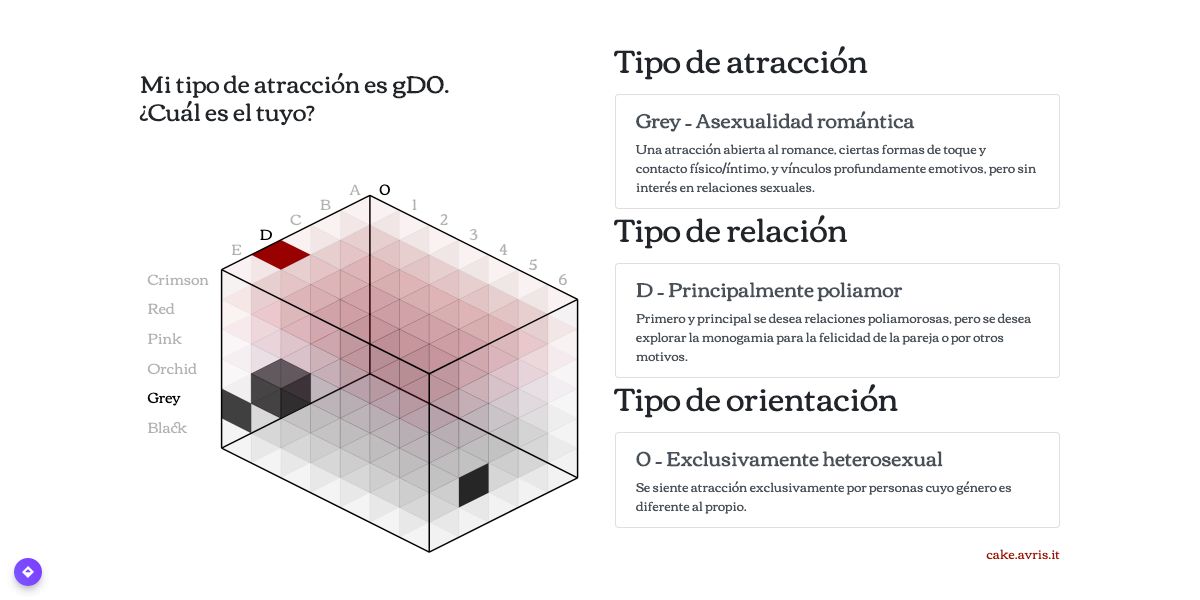 Mi tipo de atracción es gD0.
¿Cuál es el tuyo?
A
0
B
1
C
2
D
3
E
4
5
6
Crimson
Red
Pink
Orchid
Grey
Black
Tipo de atracción
Grey - Asexualidad romántica
Una atracción abierta al romance, ciertas formas de toque y
contacto físico/íntimo, y vínculos profundamente emotivos, pero sin
interés en relaciones sexuales.
Tipo de relación
D - Principalmente poliamor
Primero y principal se desea relaciones poliamorosas, pero se desea
explorar la monogamia para la felicidad de la pareja o por otros
motivos.
Tipo de orientación
0 - Exclusivamente heterosexual
Se siente atracción exclusivamente por personas cuyo género es
diferente al propio.
cake.avris.it